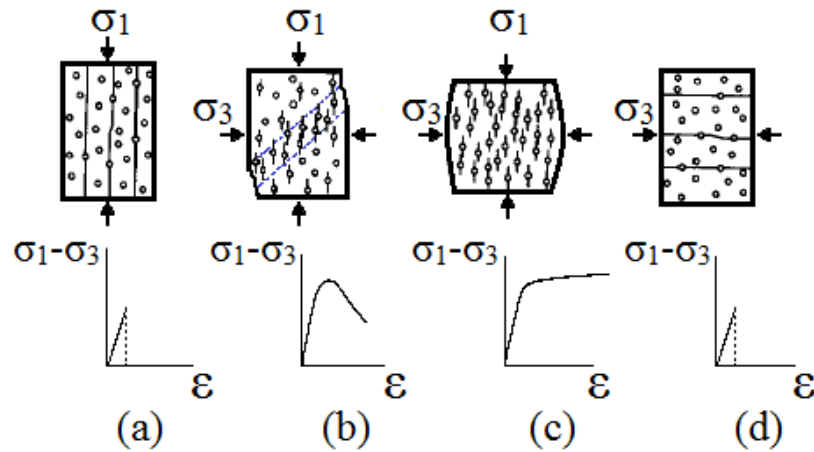 σ1 σ1 σ1
σ3 σ3 σ3
σ1-σ3 σ1-σ3 σ1-σ3 σ1-σ3
ε ε ε ε
(a) (b) (c) (d)